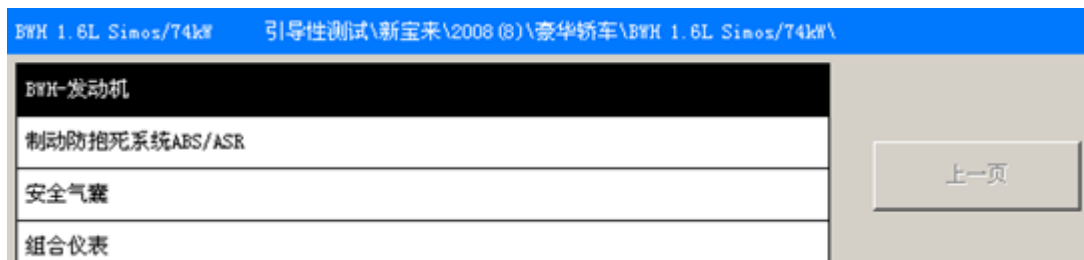 BWH 1.6L Simos/74kW 引导性测试\新宝来\2008(8)\豪华轿车\BWH 1.6L Simos/74kW\
BWH-发动机
制动防抱死系统ABS/ASR
上一页
安全气囊
组合仪表